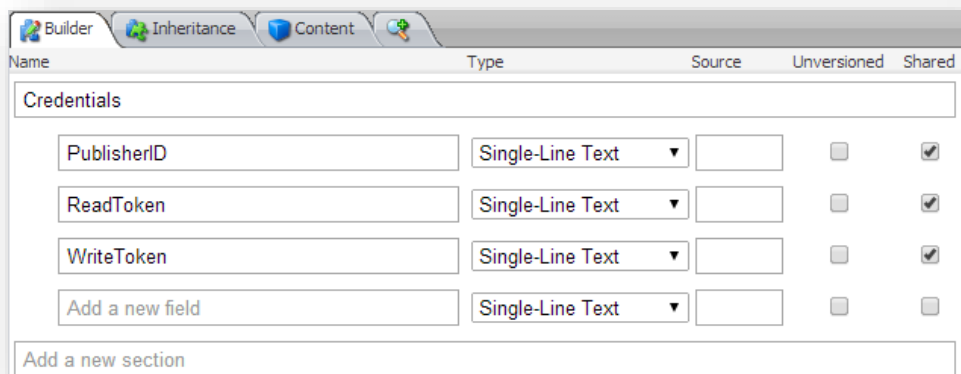 Builder Inheritance Content
Name Type Source Unversioned Shared
Credentials
PublisherID Single-Line Text
ReadToken Single-Line Text
WriteToken Single-Line Text
Add a new field Single-Line Text
Add a new section